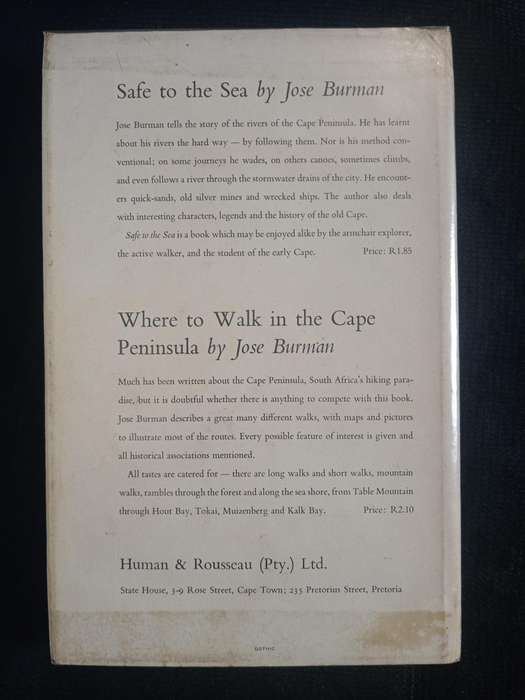 Safe to the Sea by Jose Burman
Jose Burman tells the story of the rivers of the Cape Peninsula. He has learnt
about his rivers the hard way — by following them. Nor is his method con-
ventional; on some journeys he wades, on others canoes, sometimes climbs,
and even follows a river through the stormwater drains of the city. He encount-
ers quick-sands, old silver mines and wrecked ships. The author also deals
with interesting characters, legends and the history of the old Cape.
Safe to the Sea is a book which may be enjoyed alike by the armchair explorer,
the active walker, and the student of the early Cape. Price: R1.85
Where to Walk in the Cape
Peninsula by Jose Burman
Much has been written about the Cape Peninsula, South Africa's hiking para-
dise, but it is doubtful whether there is anything to compete with this book.
Jose Burman describes a great many different walks, with maps and pictures
to illustrate most of the routes. Every possible feature of interest is given and
all historical associations mentioned.
All tastes are catered for — there are long walks and short walks, mountain
walks, rambles through the forest and along the sea shore, from Table Mountain
through Hout Bay, Tokai, Muizenberg and Kalk Bay. Price: R2.10
Human & Rousseau (Pty.) Ltd.
State House, 3-9 Rose Street, Cape Town; 235 Pretorius Street, Pretoria
GOTHIC